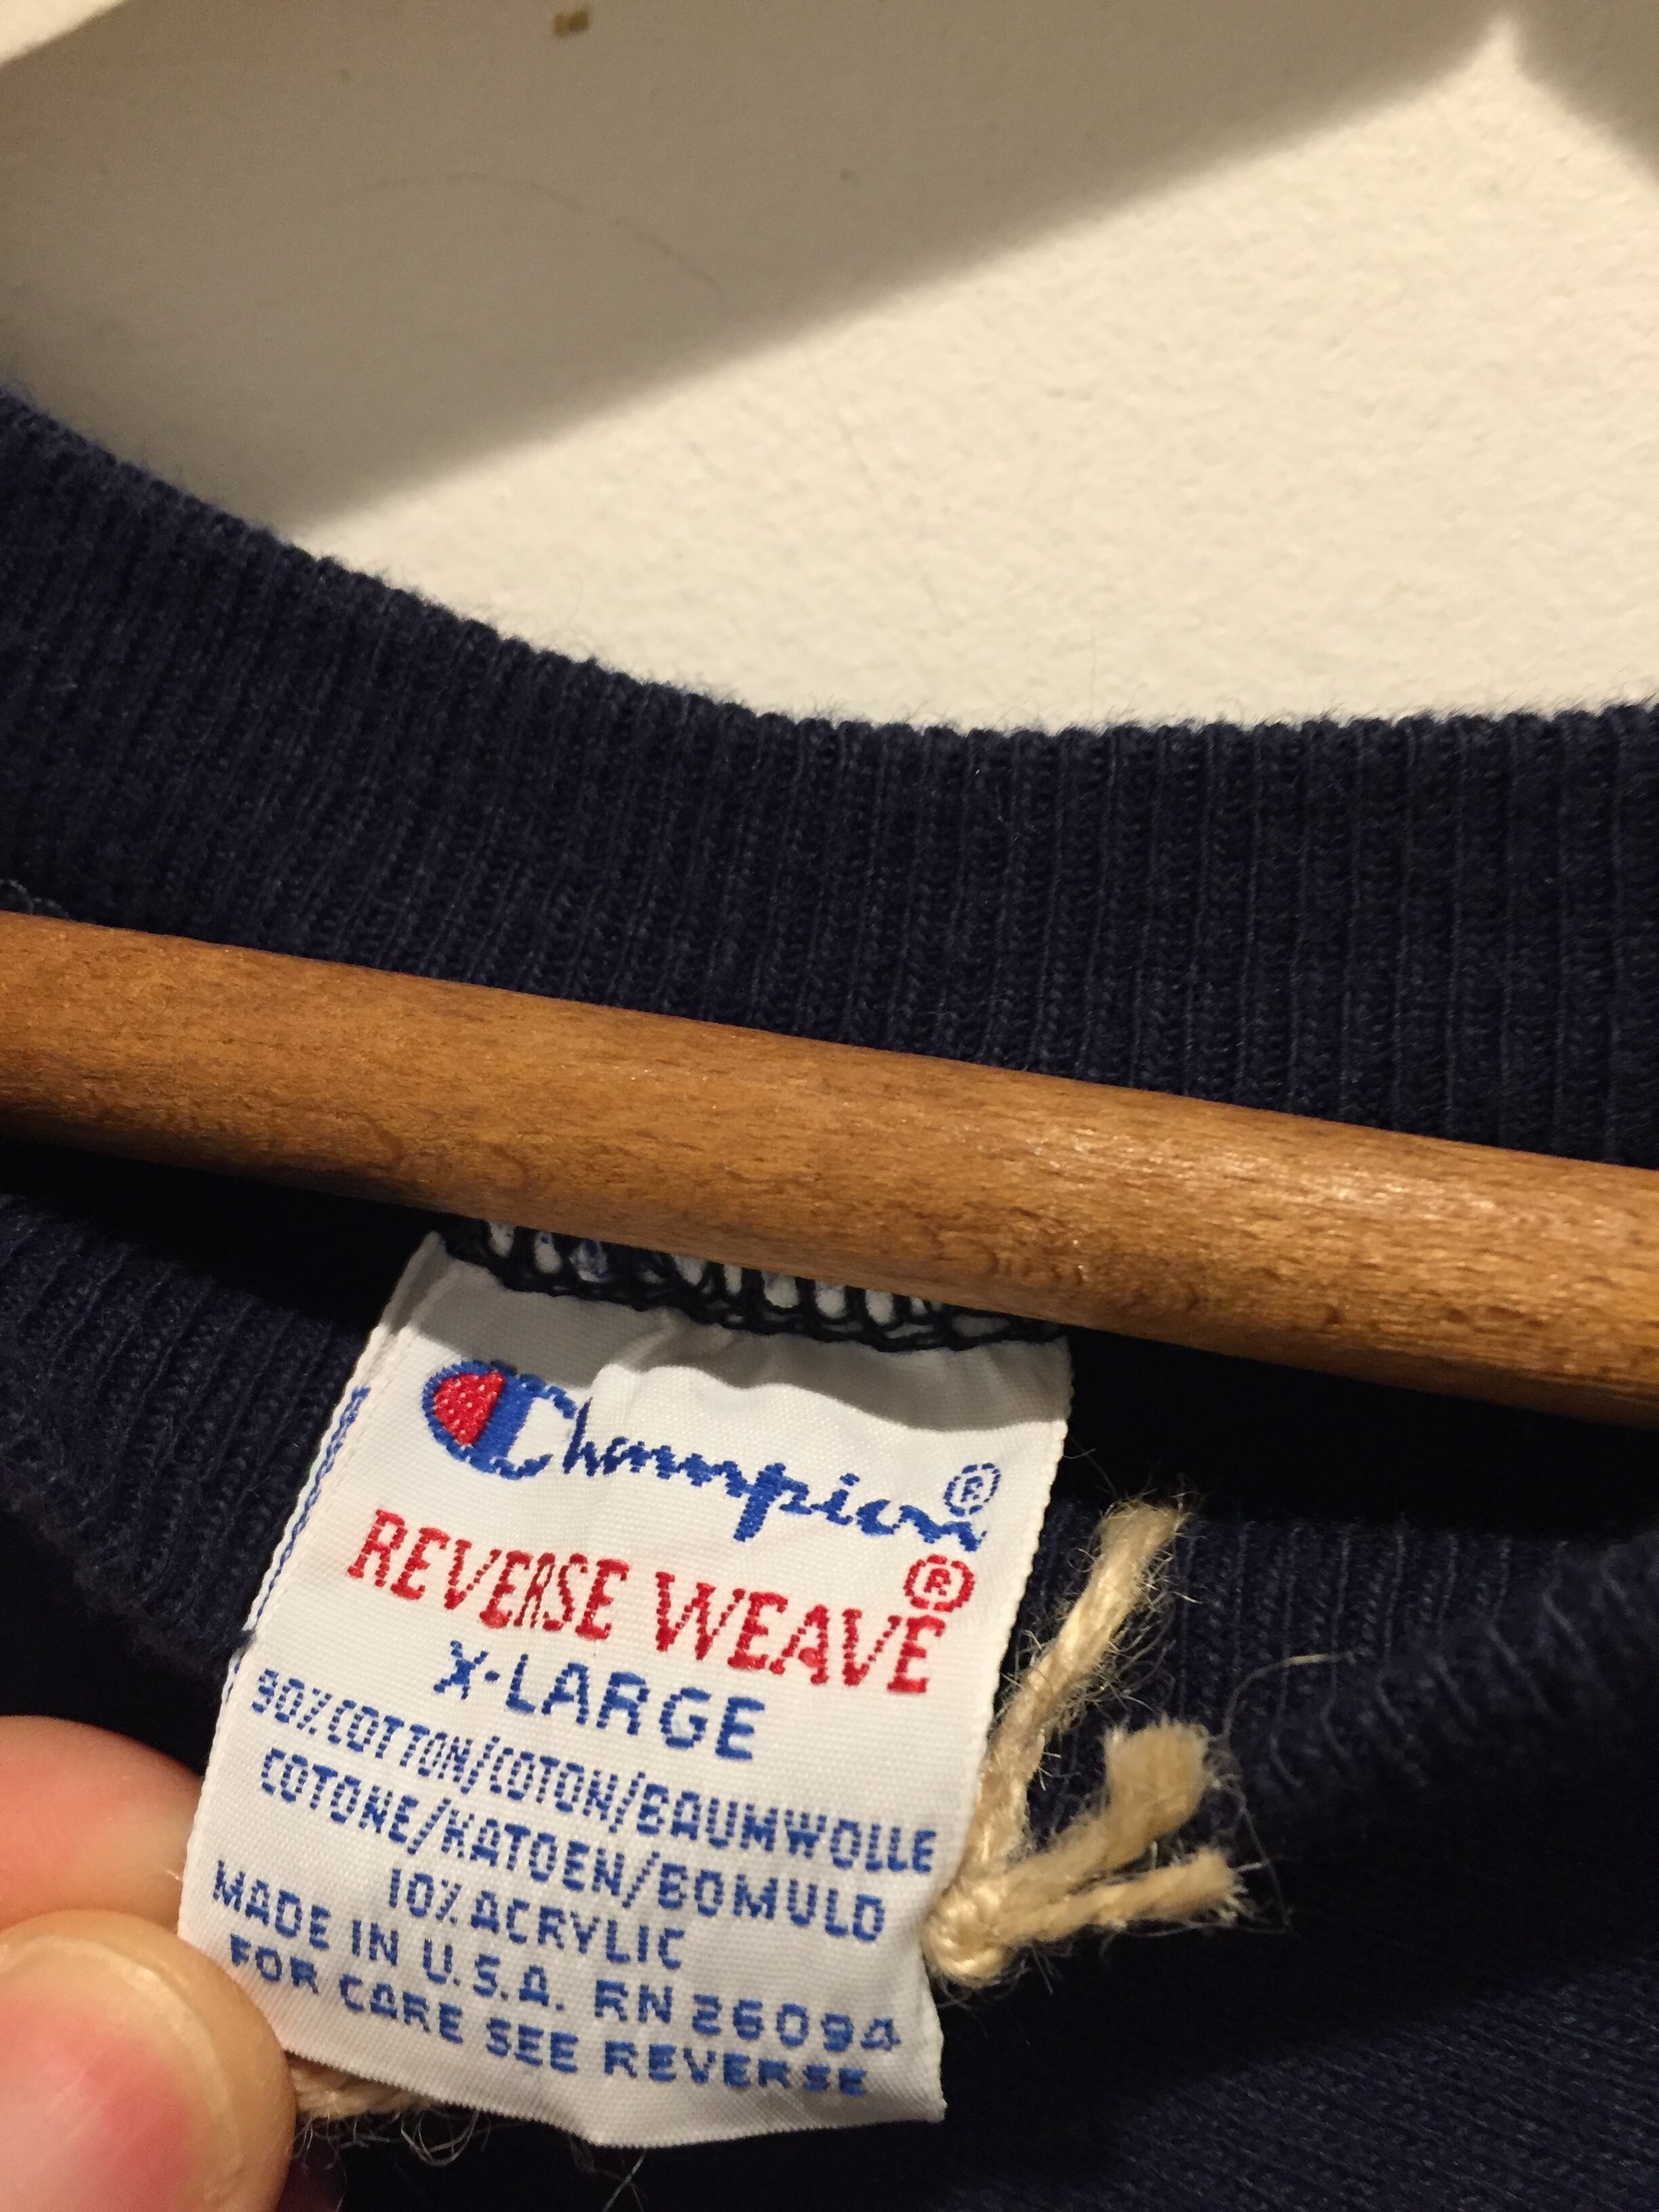 Champion®
REVERSE WEAVE®
X-LARGE
90% COTTON/COTON/BAUMWOLLE
COTONE/KATOEN/BOMULD
10% ACRYLIC
MADE IN U.S.A. RN 26094
FOR CARE SEE REVERSE